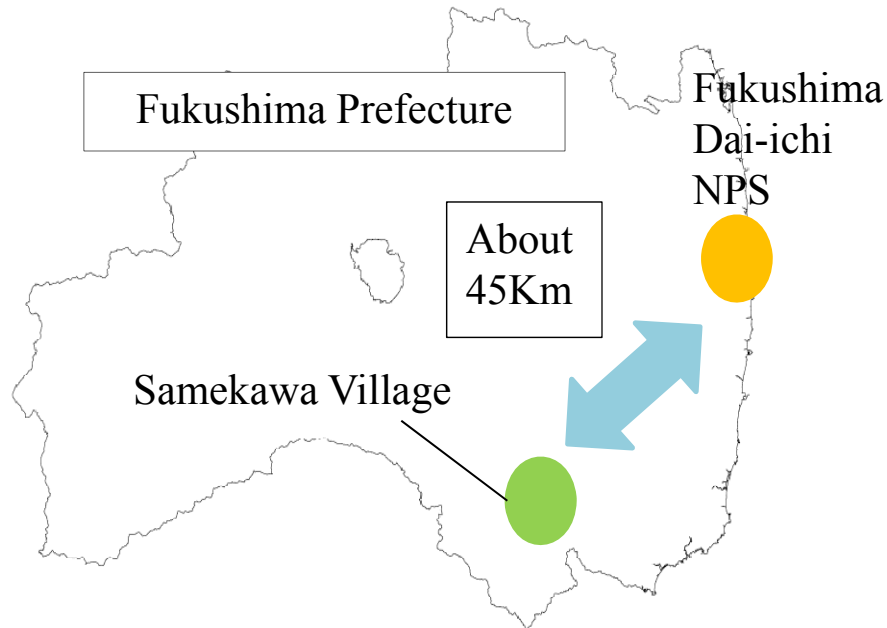 Fukushima Prefecture
Fukushima
Dai-ichi
NPS
About
45Km
Samekawa Village